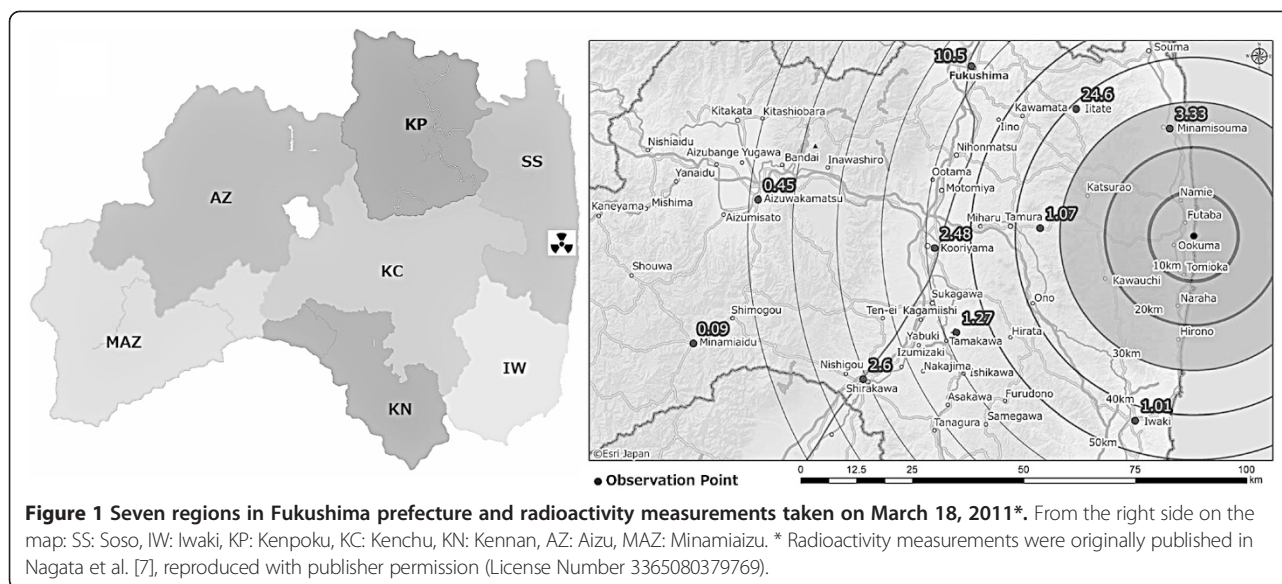 KP
SS
AZ
KC
MAZ
IW
KN
Souma
10.5
Fukushima
24.6
Kawamata
Iitate
Kitakata Kitashiobara
Iino
3.33
Minamisouma
Nishiaidu
Nihonmatsu
Aizubange Yugawa Bandai Inawashiro
Yanaidu
Ootama
Katsurao
Namie
0.45
Motomiya
Kaneyama Mishima
Aizuwakamatsu
Aizumisato
Miharu Tamura
1.07
Futaba
2.48
Kooriyama
Ookuma
10km
Tomioka
Shouwa
Kawauchi
20km
Naraha
Sukagawa
Ono
Shimogou
Ten-ei Kagamiishi
1.27
Hirono
0.09
Minamiaidu
Yabuki
Tamakawa
Hirata
Izumizaki
30km
Nishigou
2.6
Nakajima
Ishikawa
Shirakawa
40km
Asakawa
Furudono
1.01
Iwaki
Tanagura
Samegawa
50km
©Esri Japan
● Observation Point
0 12.5 25 50 75 100
km
Figure 1 Seven regions in Fukushima prefecture and radioactivity measurements taken on March 18, 2011*. From the right side on the
map: SS: Soso, IW: Iwaki, KP: Kenpoku, KC: Kenchu, KN: Kennan, AZ: Aizu, MAZ: Minamiaizu. * Radioactivity measurements were originally published in
Nagata et al. [7], reproduced with publisher permission (License Number 3365080379769).